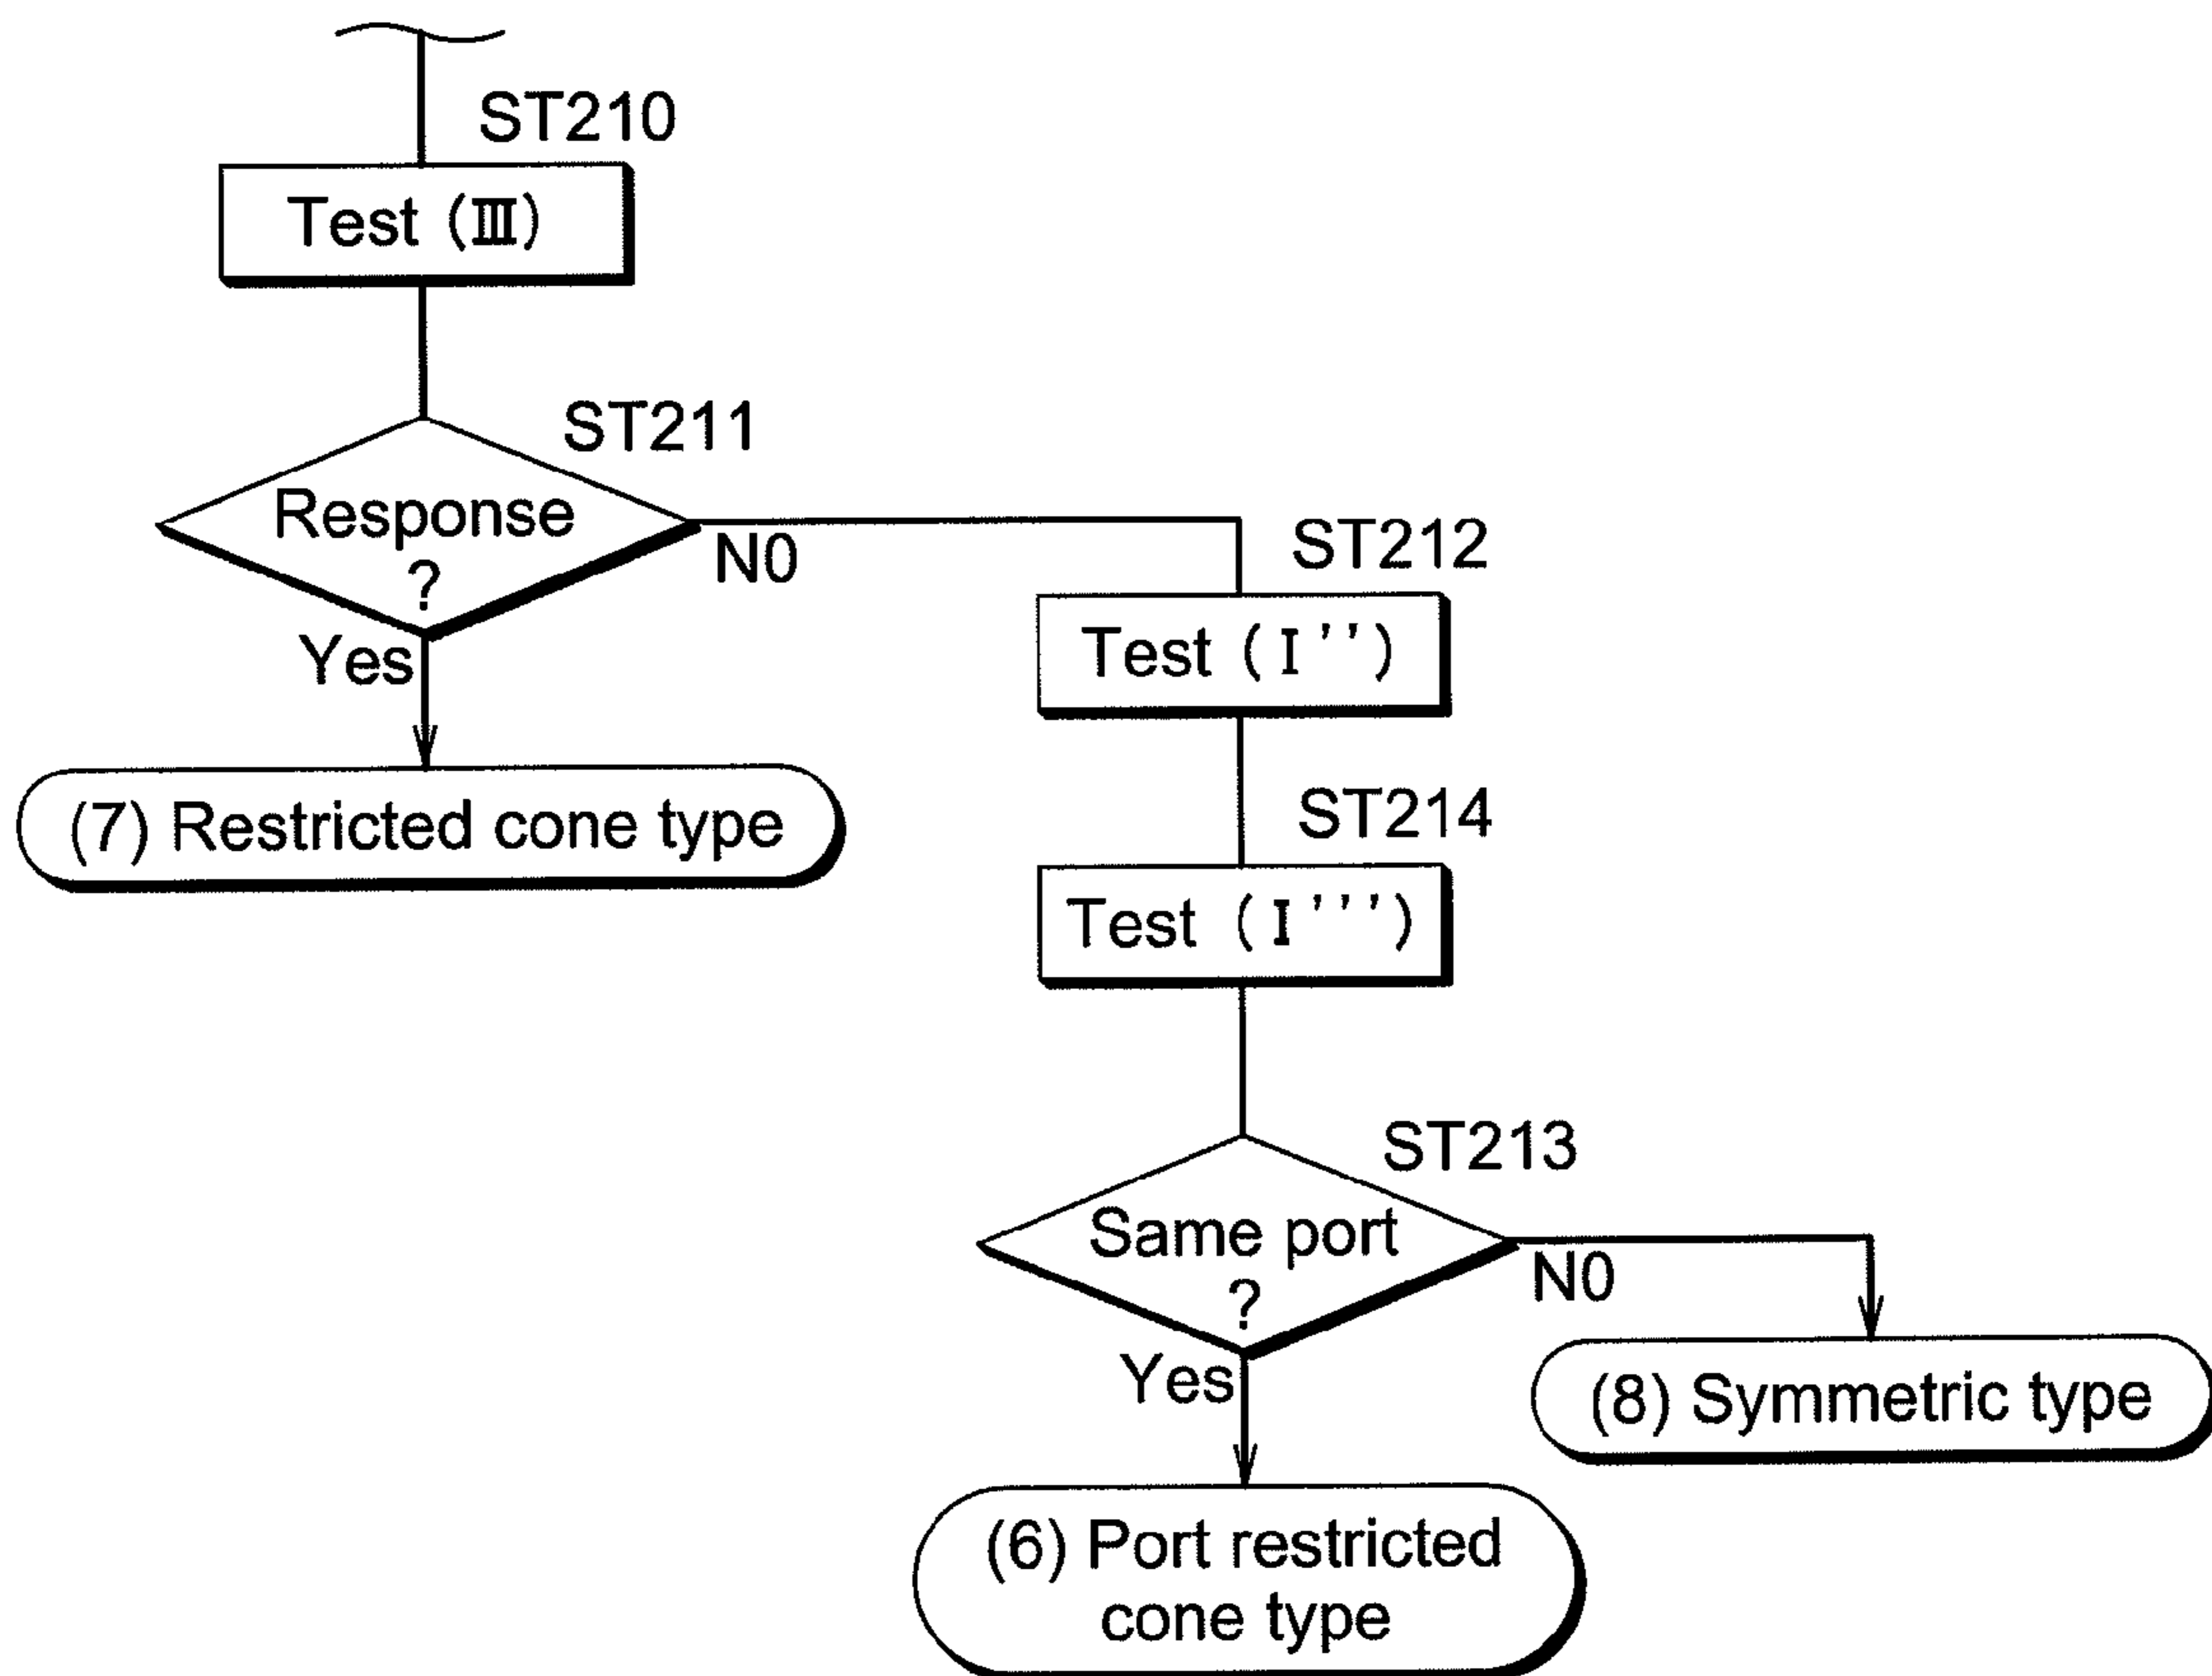 ST210
Test (Ⅲ)
ST211
Response
?
N0
Yes
(7) Restricted cone type
ST212
Test (I'')
ST214
Test (I''')
ST213
Same port
?
N0
Yes
(8) Symmetric type
(6) Port restricted
cone type